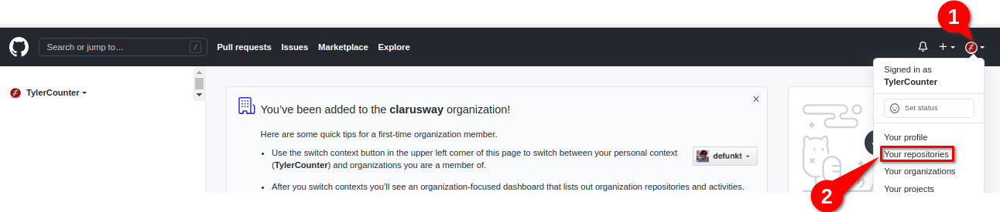 1
Search or jump to… /
Pull requests Issues Marketplace Explore
TylerCounter
You've been added to the clarusway organization!
Here are some quick tips for a first-time organization member.
• Use the switch context button in the upper left corner of this page to switch between your personal context
(TylerCounter) and organizations you are a member of.
defunkt
• After you switch contexts you'll see an organization-focused dashboard that lists out organization repositories and activities.
Signed in as
TylerCounter
Set status
Your profile
Your repositories
Your organizations
Your projects
2